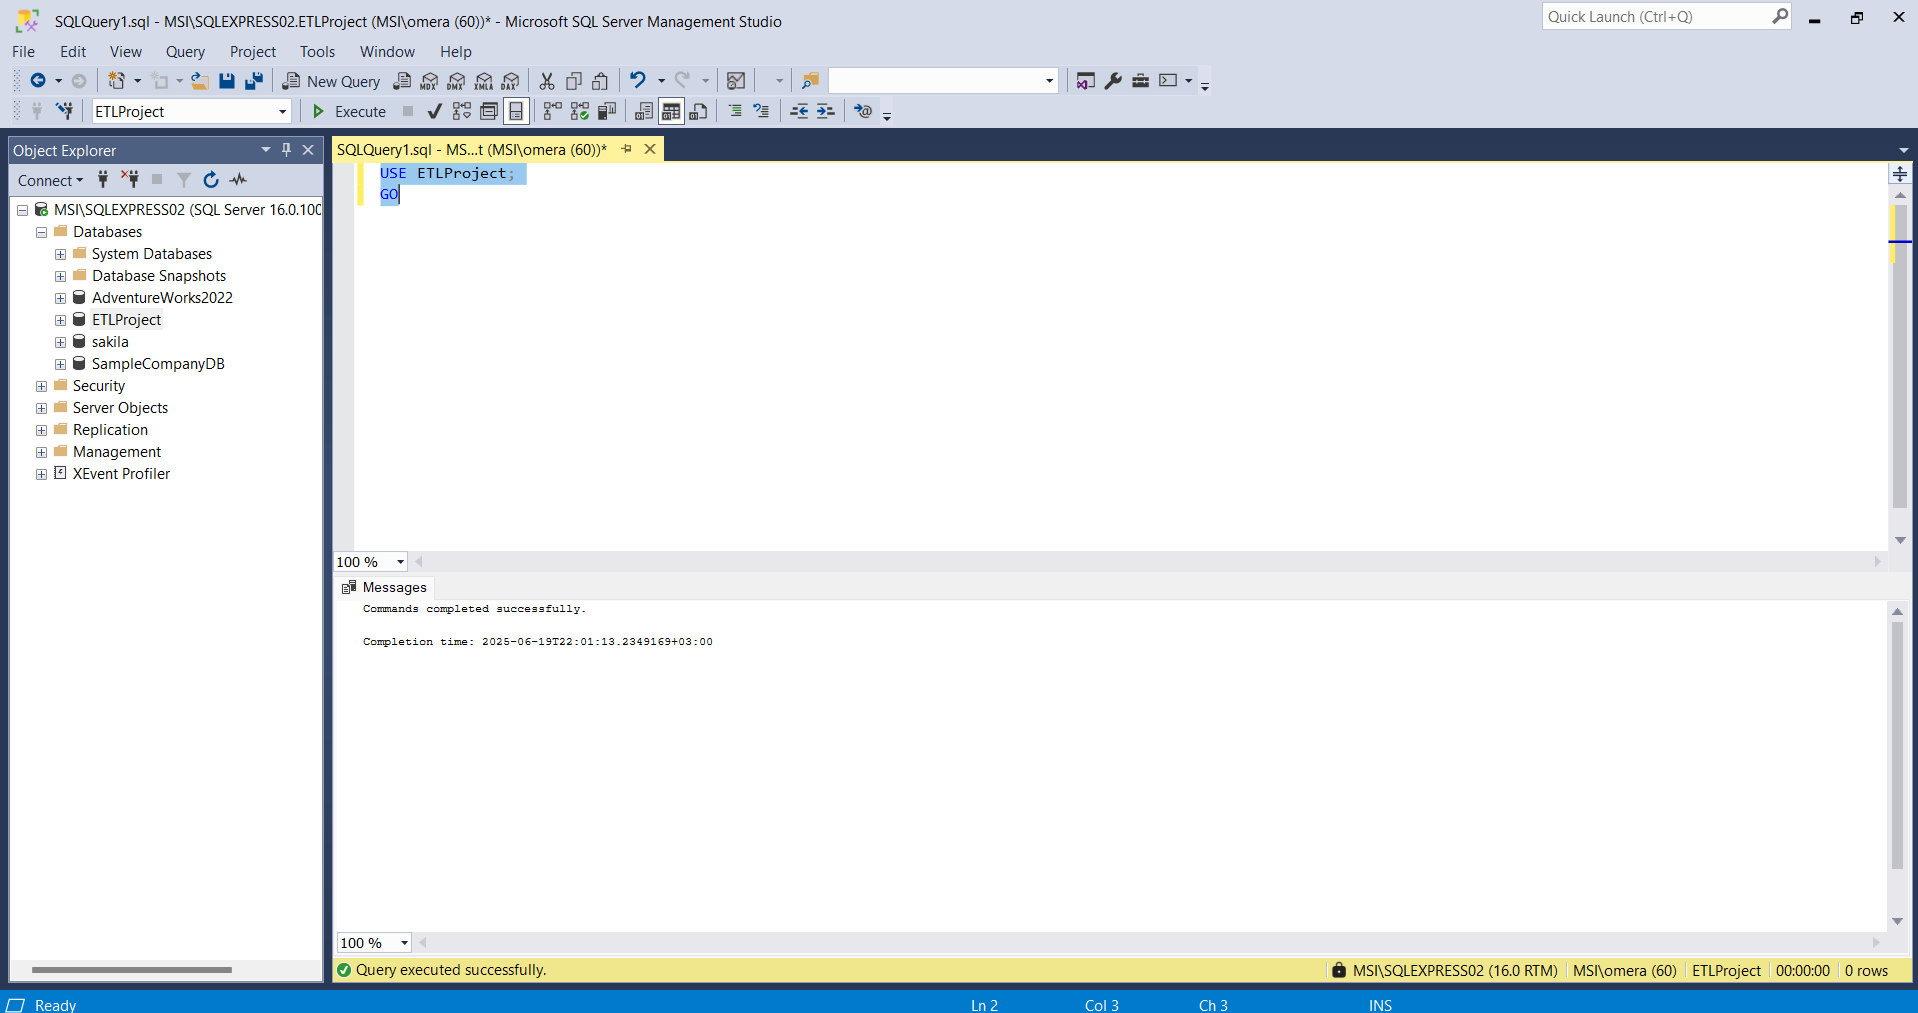 SQLQuery1.sql - MSI\SQLEXPRESS02.ETLProject (MSI\omera (60))* - Microsoft SQL Server Management Studio
Quick Launch (Ctrl+Q)
File Edit View Query Project Tools Window Help
New Query MDX DMX XMLA DAX
ETLProject Execute
Object Explorer
SQLQuery1.sql - MS...t (MSI\omera (60))*
Connect
USE ETLProject;
GO
MSI\SQLEXPRESS02 (SQL Server 16.0.100
Databases
System Databases
Database Snapshots
AdventureWorks2022
ETLProject
sakila
SampleCompanyDB
Security
Server Objects
Replication
Management
XEvent Profiler
100 %
Messages
Commands completed successfully.
Completion time: 2025-06-19T22:01:13.2349169+03:00
100 %
Query executed successfully.
MSI\SQLEXPRESS02 (16.0 RTM) MSI\omera (60) ETLProject 00:00:00 0 rows
Ready Ln 2 Col 3 Ch 3 INS